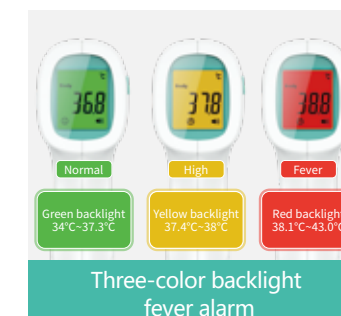 36.8
37.8
38.8
Normal
High
Fever
Green backlight
34°C~37.3°C
Yellow backlight
37.4°C~38°C
Red backlight
38.1°C~43.0°C
Three-color backlight
fever alarm